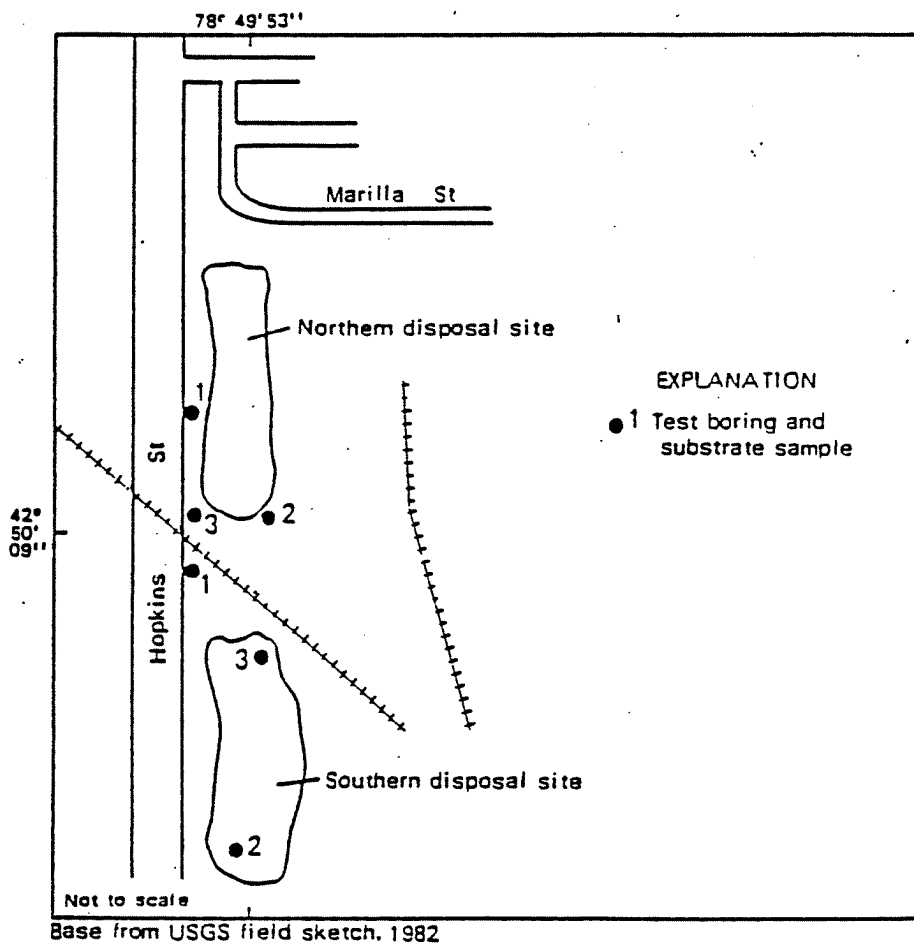 78° 49' 53''
Marilla St
Northern disposal site
EXPLANATION
1 Test boring and
substrate sample
1
St
42°
50'
09''
3
2
1
Hopkins
3
Southern disposal site
2
Not to scale
Base from USGS field sketch, 1982